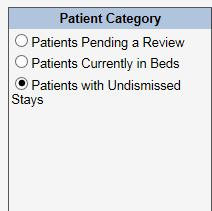 Patient Category
Patients Pending a Review
Patients Currently in Beds
Patients with Undismissed
Stays